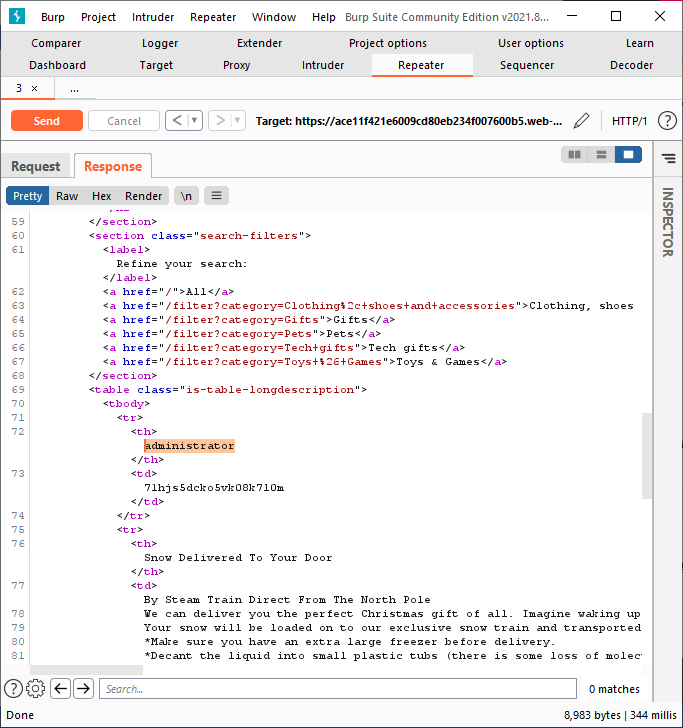 Burp Project Intruder Repeater Window Help Burp Suite Community Edition v2021.8...
Comparer Logger Extender Project options User options Learn
Dashboard Target Proxy Intruder Repeater Sequencer Decoder
3 × ...
Send Cancel < > Target: https://ace11f421e6009cd80eb234f007600b5.web-... HTTP/1 ?
Request Response
INSPECTOR
Pretty Raw Hex Render \n
59 </section>
60 <section class="search-filters">
61 <label>
Refine your search:
</label>
62 <a href="/">All</a>
63 <a href="/filter?category=Clothing%2c+shoes+and+accessories">Clothing, shoes
64 <a href="/filter?category=Gifts">Gifts</a>
65 <a href="/filter?category=Pets">Pets</a>
66 <a href="/filter?category=Tech+gifts">Tech gifts</a>
67 <a href="/filter?category=Toys+%26+Games">Toys & Games</a>
68 </section>
69 <table class="is-table-longdescription">
70 <tbody>
71 <tr>
72 <th>
administrator
</th>
73 <td>
</td>
74 </tr>
75 <tr>
76 <th>
Snow Delivered To Your Door
</th>
77 <td>
By Steam Train Direct From The North Pole
78 We can deliver you the perfect Christmas gift of all. Imagine waking up
79 Your snow will be loaded on to our exclusive snow train and transported
80 *Make sure you have an extra large freezer before delivery.
81 *Decant the liquid into small plastic tubs (there is some loss of molec
? Search... 0 matches
Done 8,983 bytes | 344 millis